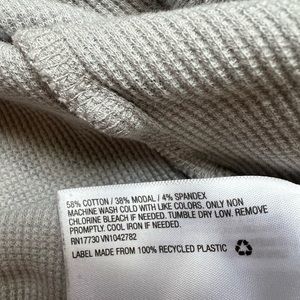 58% COTTON / 38% MODAL / 4% SPANDEX
MACHINE WASH COLD WITH LIKE COLORS. ONLY NON
CHLORINE BLEACH IF NEEDED. TUMBLE DRY LOW. REMOVE
PROMPTLY. COOL IRON IF NEEDED.
RN17730 VN1042782
LABEL MADE FROM 100% RECYCLED PLASTIC